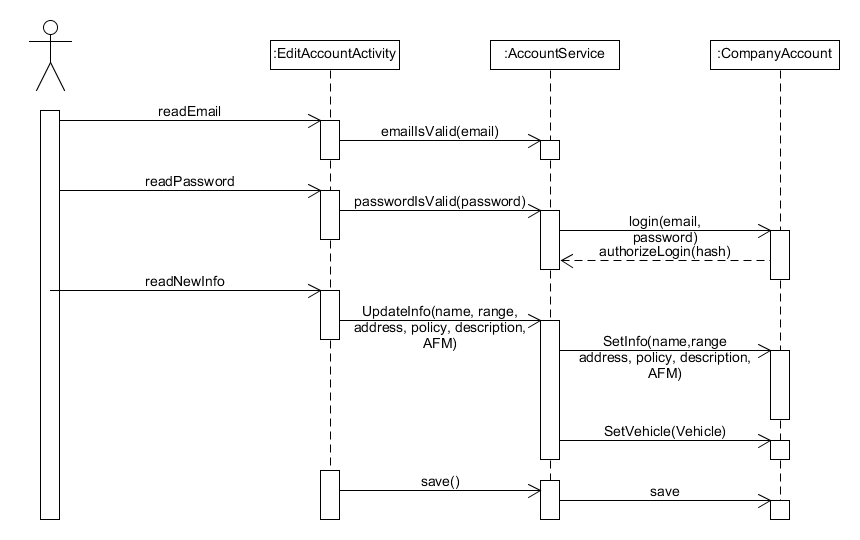 :EditAccountActivity
:AccountService
:CompanyAccount
readEmail
emailIsValid(email)
readPassword
passwordIsValid(password)
login(email,
password)
authorizeLogin(hash)
readNewInfo
UpdateInfo(name, range,
address, policy, description,
AFM)
SetInfo(name,range
address, policy, description,
AFM)
SetVehicle(Vehicle)
save()
save